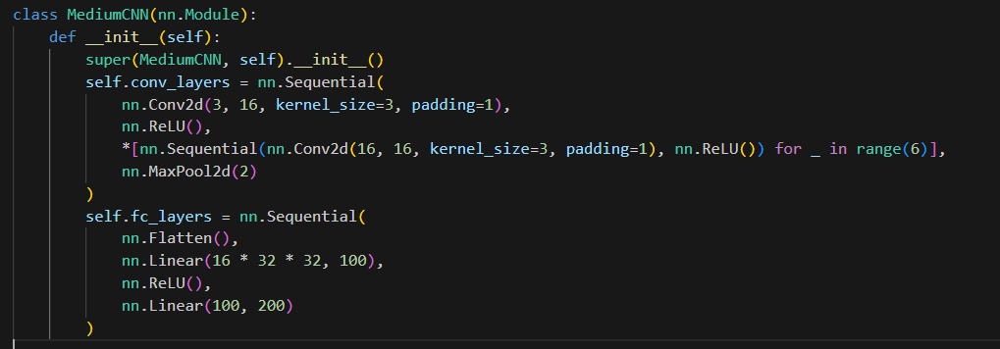 class MediumCNN(nn.Module):
    def __init__(self):
        super(MediumCNN, self).__init__()
        self.conv_layers = nn.Sequential(
            nn.Conv2d(3, 16, kernel_size=3, padding=1),
            nn.ReLU(),
            *[nn.Sequential(nn.Conv2d(16, 16, kernel_size=3, padding=1), nn.ReLU()) for _ in range(6)],
            nn.MaxPool2d(2)
        )
        self.fc_layers = nn.Sequential(
            nn.Flatten(),
            nn.Linear(16 * 32 * 32, 100),
            nn.ReLU(),
            nn.Linear(100, 200)
        )